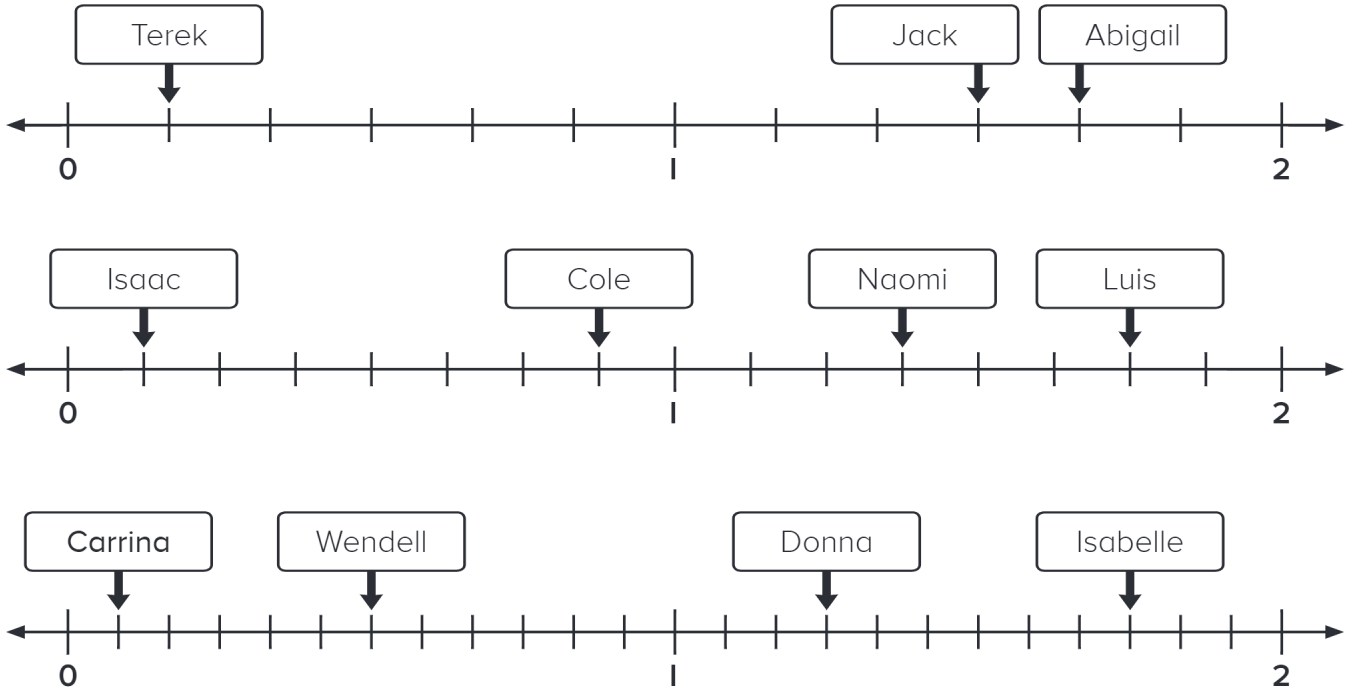 Terek Jack Abigail
0 1 2
Isaac Cole Naomi Luis
0 1 2
Carrina Wendell Donna Isabelle
0 1 2